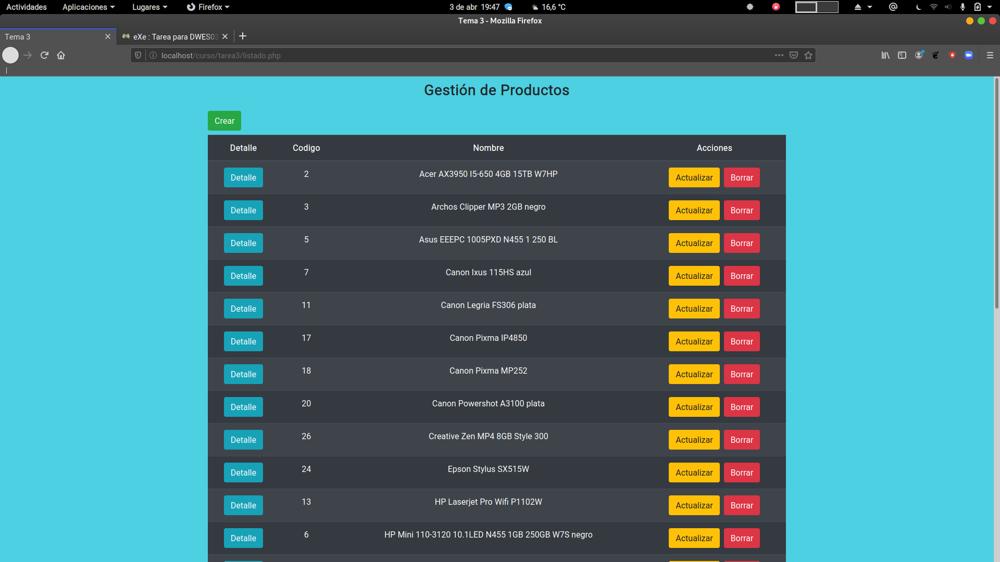 Actividades Aplicaciones Lugares Firefox 3 de abr 19:47 16,6 °C
Tema 3 - Mozilla Firefox
Tema 3 eXe : Tarea para DWES03
localhost/curso/tarea3/listado.php
Gestión de Productos
Crear
Detalle Codigo Nombre Acciones
Detalle 2 Acer AX3950 I5-650 4GB 15TB W7HP Actualizar Borrar
Detalle 3 Archos Clipper MP3 2GB negro Actualizar Borrar
Detalle 5 Asus EEEPC 1005PXD N455 1 250 BL Actualizar Borrar
Detalle 7 Canon Ixus 115HS azul Actualizar Borrar
Detalle 11 Canon Legria FS306 plata Actualizar Borrar
Detalle 17 Canon Pixma IP4850 Actualizar Borrar
Detalle 18 Canon Pixma MP252 Actualizar Borrar
Detalle 20 Canon Powershot A3100 plata Actualizar Borrar
Detalle 26 Creative Zen MP4 8GB Style 300 Actualizar Borrar
Detalle 24 Epson Stylus SX515W Actualizar Borrar
Detalle 13 HP Laserjet Pro Wifi P1102W Actualizar Borrar
Detalle 6 HP Mini 110-3120 10.1LED N455 1GB 250GB W7S negro Actualizar Borrar